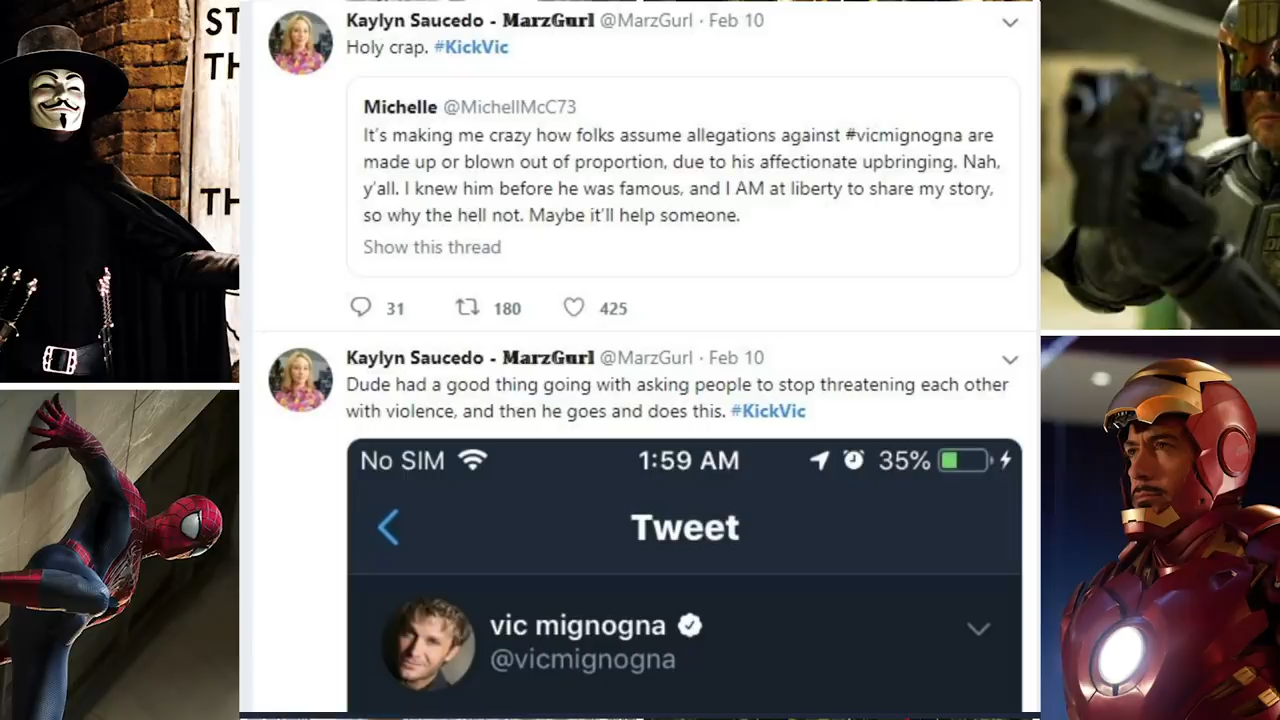 ST
TH
TH
Kaylyn Saucedo - MarzGurl @MarzGurl · Feb 10
Holy crap. #KickVic
Michelle @MichellMcC73
It's making me crazy how folks assume allegations against #vicmignogna are
made up or blown out of proportion, due to his affectionate upbringing. Nah,
y'all. I knew him before he was famous, and I AM at liberty to share my story,
so why the hell not. Maybe it'll help someone.
Show this thread
31 180 425
Kaylyn Saucedo - MarzGurl @MarzGurl · Feb 10
Dude had a good thing going with asking people to stop threatening each other
with violence, and then he goes and does this. #KickVic
No SIM 1:59 AM 35%
Tweet
vic mignogna
@vicmignogna